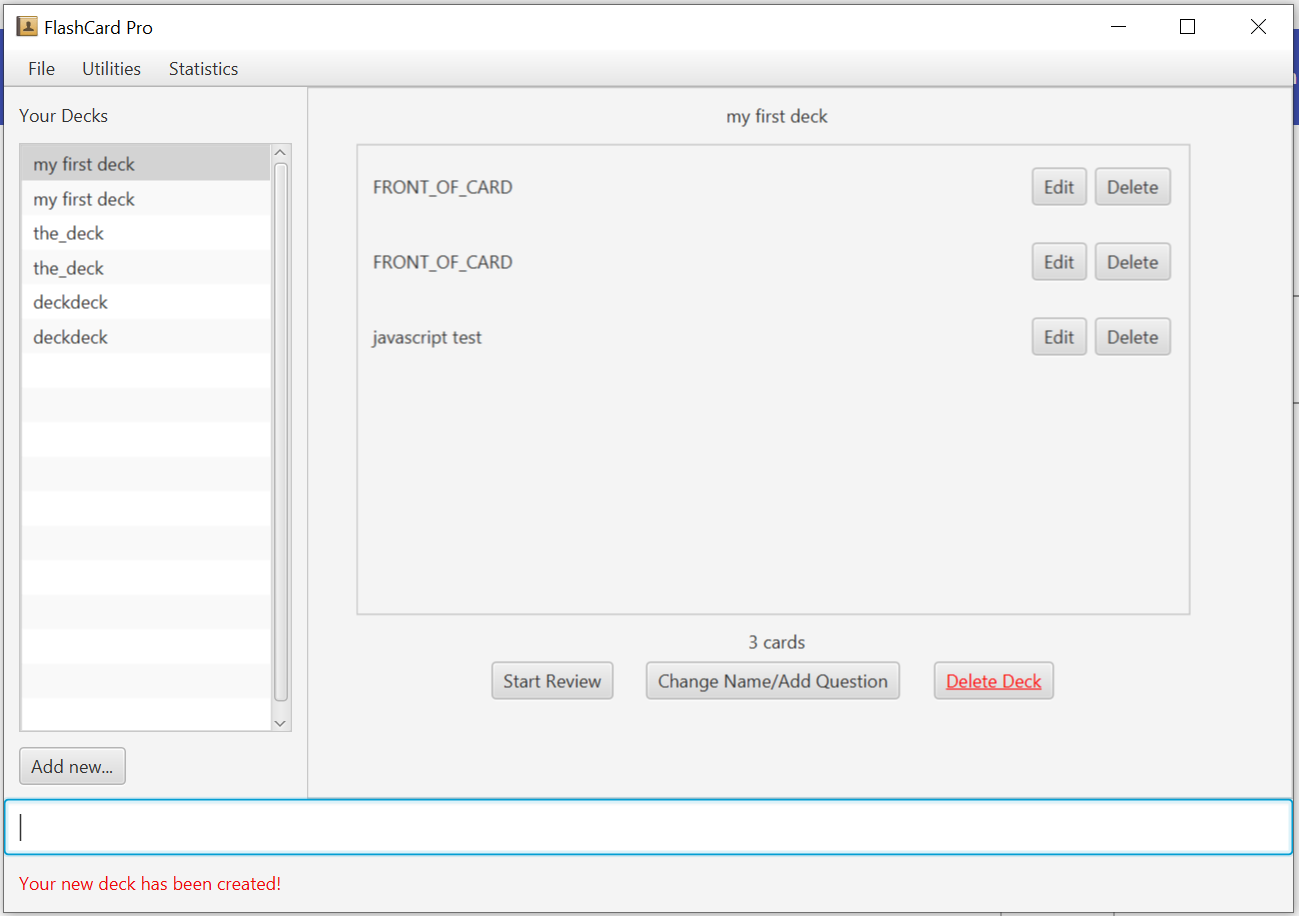 FlashCard Pro
File Utilities Statistics
Your Decks
my first deck
my first deck
the_deck
the_deck
deckdeck
deckdeck
Add new...
my first deck
FRONT_OF_CARD Edit Delete
FRONT_OF_CARD Edit Delete
javascript test Edit Delete
3 cards
Start Review Change Name/Add Question Delete Deck
Your new deck has been created!